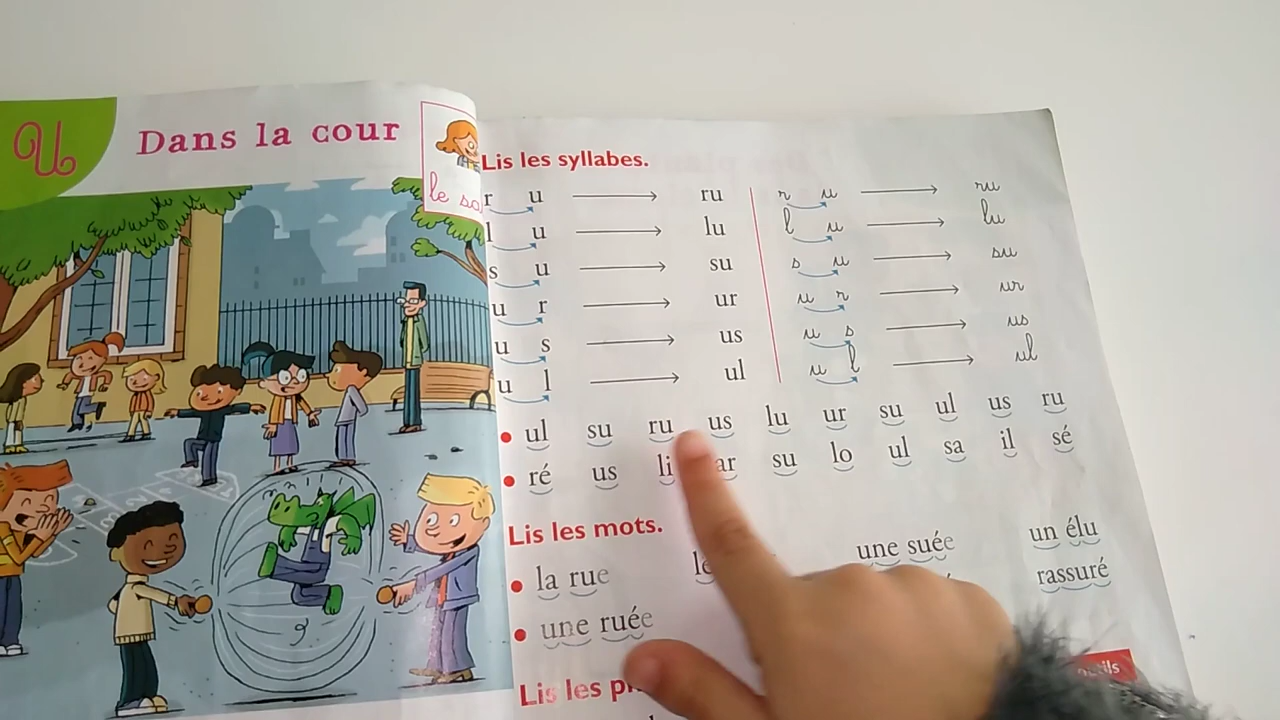 U
Dans la cour
le
Lis les syllabes.
r u ru r u ru
l u lu l u lu
s u su s u su
u r ur u r ur
u s us u s us
u l ul u l ul
• ul su ru us lu ur su ul us ru
• ré us li ar su lo ul sa il sé
Lis les mots.
• la rue une suée un élu
• une ruée rassuré
Lis les